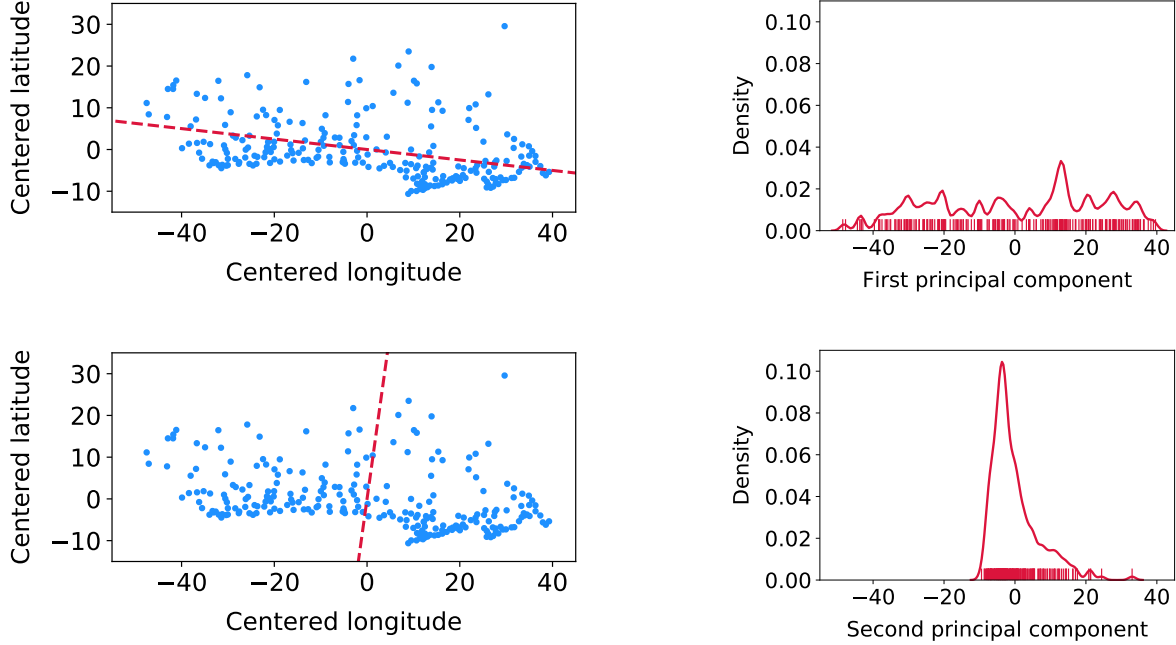 30
20
10
0
−10
−40 −20 0 20 40
Centered longitude
Centered latitude
0.10
0.08
0.06
0.04
0.02
0.00
−40 −20 0 20 40
First principal component
Density
30
20
10
0
−10
−40 −20 0 20 40
Centered longitude
Centered latitude
0.10
0.08
0.06
0.04
0.02
0.00
−40 −20 0 20 40
Second principal component
Density